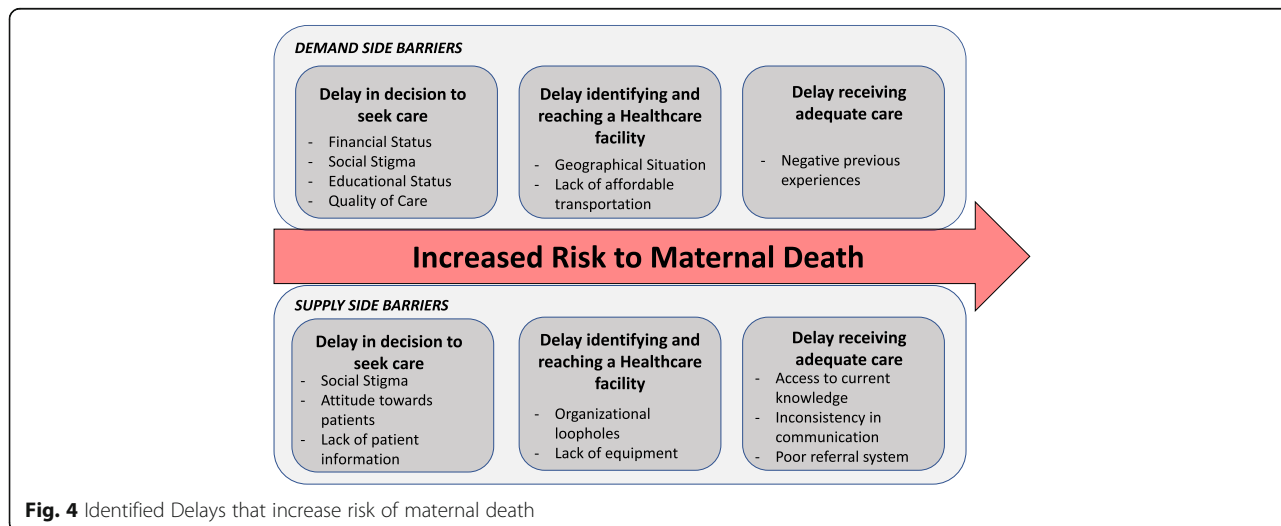 DEMAND SIDE BARRIERS
Delay in decision to
seek care
- Financial Status
- Social Stigma
- Educational Status
- Quality of Care
Delay identifying and
reaching a Healthcare
facility
- Geographical Situation
- Lack of affordable
transportation
Delay receiving
adequate care
- Negative previous
experiences
Increased Risk to Maternal Death
SUPPLY SIDE BARRIERS
Delay in decision to
seek care
- Social Stigma
- Attitude towards
patients
- Lack of patient
information
Delay identifying and
reaching a Healthcare
facility
- Organizational
loopholes
- Lack of equipment
Delay receiving
adequate care
- Access to current
knowledge
- Inconsistency in
communication
- Poor referral system
Fig. 4 Identified Delays that increase risk of maternal death